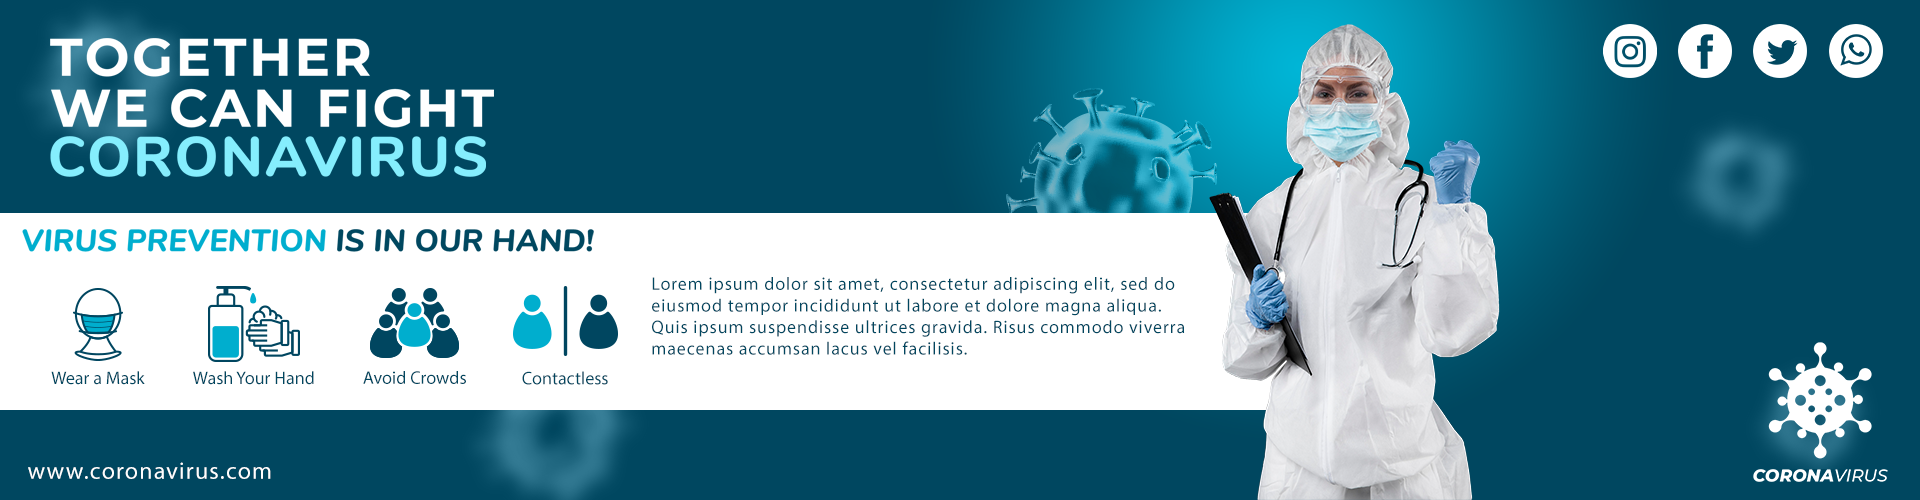 TOGETHER
WE CAN FIGHT
CORONAVIRUS
VIRUS PREVENTION IS IN OUR HAND!
Wear a Mask
Wash Your Hand
Avoid Crowds
Contactless
Lorem ipsum dolor sit amet, consectetur adipiscing elit, sed do
eiusmod tempor incididunt ut labore et dolore magna aliqua.
Quis ipsum suspendisse ultrices gravida. Risus commodo viverra
maecenas accumsan lacus vel facilisis.
www.coronavirus.com
CORONAVIRUS